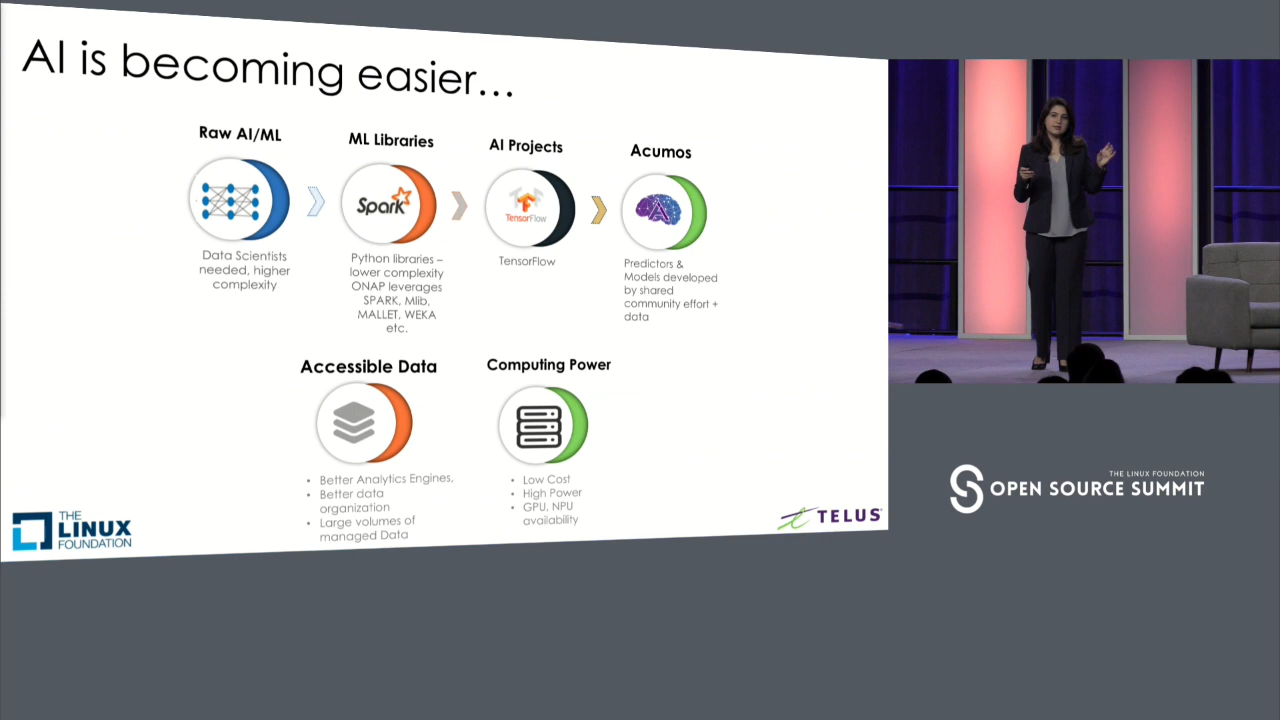 AI is becoming easier...
Raw AI/ML
ML Libraries
AI Projects
Acumos
Spark
TensorFlow
A
Data Scientists
needed, higher
complexity
Python libraries –
lower complexity
ONAP leverages
SPARK, Mlib,
MALLET, WEKA
etc.
TensorFlow
Predictors &
Models developed
by shared
community effort +
data
Accessible Data
Computing Power
• Better Analytics Engines,
• Better data
organization
• Large volumes of
managed Data
• Low Cost
• High Power
• GPU, NPU
availability
THE
LINUX
FOUNDATION
TELUS
THE LINUX FOUNDATION
OPEN SOURCE SUMMIT